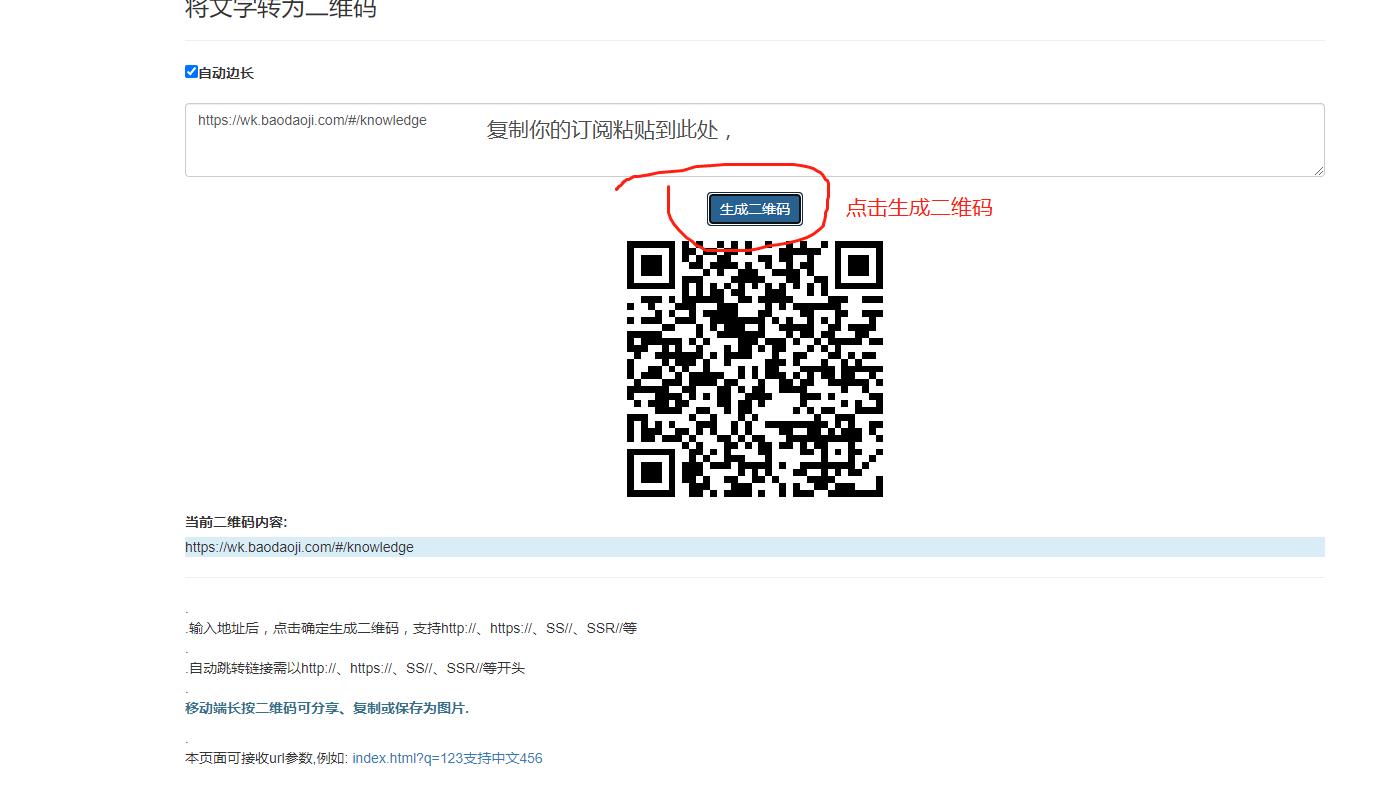 将文字转为二维码
自动边长
https://wk.baodaoji.com/#/knowledge
复制你的订阅粘贴到此处，
生成二维码
点击生成二维码
当前二维码内容:
https://wk.baodaoji.com/#/knowledge
.
.输入地址后，点击确定生成二维码，支持http://、https://、SS//、SSR//等
.
.自动跳转链接需以http://、https://、SS//、SSR//等开头
.
移动端长按二维码可分享、复制或保存为图片.
.
本页面可接收url参数,例如: index.html?q=123支持中文456